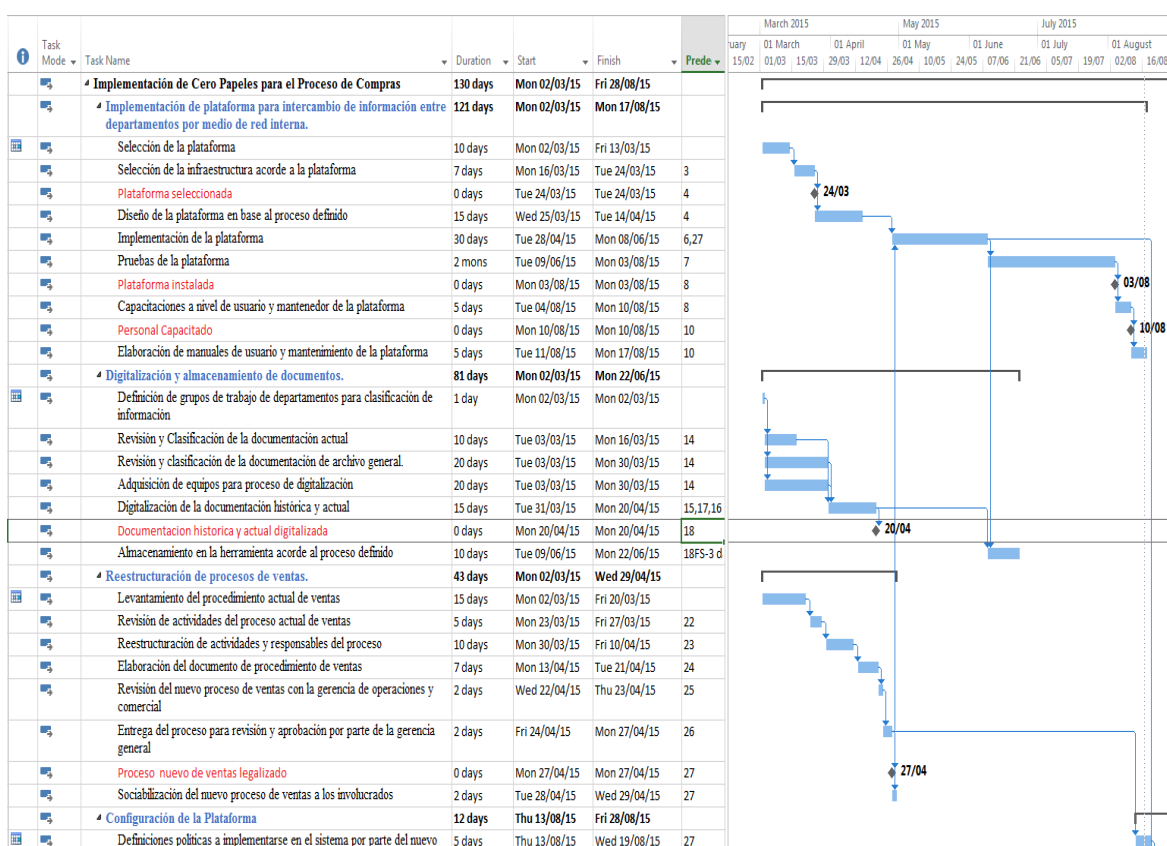 March 2015 May 2015 July 2015
Task Mode Task Name Duration Start Finish Prede ruary 01 March 01 April 01 May 01 June 01 July 01 August
15/02 01/03 15/03 29/03 12/04 26/04 10/05 24/05 07/06 21/06 05/07 19/07 02/08 16/08
Implementación de Cero Papeles para el Proceso de Compras 130 days Mon 02/03/15 Fri 28/08/15
Implementación de plataforma para intercambio de información entre departamentos por medio de red interna. 121 days Mon 02/03/15 Mon 17/08/15
Selección de la plataforma 10 days Mon 02/03/15 Fri 13/03/15
Selección de la infraestructura acorde a la plataforma 7 days Mon 16/03/15 Tue 24/03/15 3
Plataforma seleccionada 0 days Tue 24/03/15 Tue 24/03/15 4 24/03
Diseño de la plataforma en base al proceso definido 15 days Wed 25/03/15 Tue 14/04/15 4
Implementación de la plataforma 30 days Tue 28/04/15 Mon 08/06/15 6,27
Pruebas de la plataforma 2 mons Tue 09/06/15 Mon 03/08/15 7
Plataforma instalada 0 days Mon 03/08/15 Mon 03/08/15 8 03/08
Capacitaciones a nivel de usuario y mantenedor de la plataforma 5 days Tue 04/08/15 Mon 10/08/15 8
Personal Capacitado 0 days Mon 10/08/15 Mon 10/08/15 10 10/08
Elaboración de manuales de usuario y mantenimiento de la plataforma 5 days Tue 11/08/15 Mon 17/08/15 10
Digitalización y almacenamiento de documentos. 81 days Mon 02/03/15 Mon 22/06/15
Definición de grupos de trabajo de departamentos para clasificación de información 1 day Mon 02/03/15 Mon 02/03/15
Revisión y Clasificación de la documentación actual 10 days Tue 03/03/15 Mon 16/03/15 14
Revisión y clasificación de la documentación de archivo general. 20 days Tue 03/03/15 Mon 30/03/15 14
Adquisición de equipos para proceso de digitalización 20 days Tue 03/03/15 Mon 30/03/15 14
Digitalización de la documentación histórica y actual 15 days Tue 31/03/15 Mon 20/04/15 15,17,16
Documentacion historica y actual digitalizada 0 days Mon 20/04/15 Mon 20/04/15 18 20/04
Almacenamiento en la herramienta acorde al proceso definido 10 days Tue 09/06/15 Mon 22/06/15 18FS-3 d
Reestructuración de procesos de ventas. 43 days Mon 02/03/15 Wed 29/04/15
Levantamiento del procedimiento actual de ventas 15 days Mon 02/03/15 Fri 20/03/15
Revisión de actividades del proceso actual de ventas 5 days Mon 23/03/15 Fri 27/03/15 22
Reestructuración de actividades y responsables del proceso 10 days Mon 30/03/15 Fri 10/04/15 23
Elaboración del documento de procedimiento de ventas 7 days Mon 13/04/15 Tue 21/04/15 24
Revisión del nuevo proceso de ventas con la gerencia de operaciones y comercial 2 days Wed 22/04/15 Thu 23/04/15 25
Entrega del proceso para revisión y aprobación por parte de la gerencia general 2 days Fri 24/04/15 Mon 27/04/15 26
Proceso nuevo de ventas legalizado 0 days Mon 27/04/15 Mon 27/04/15 27 27/04
Sociabilización del nuevo proceso de ventas a los involucrados 2 days Tue 28/04/15 Wed 29/04/15 27
Configuración de la Plataforma 12 days Thu 13/08/15 Fri 28/08/15
Definiciones políticas a implementarse en el sistema por parte del nuevo 5 days Thu 13/08/15 Wed 19/08/15 27